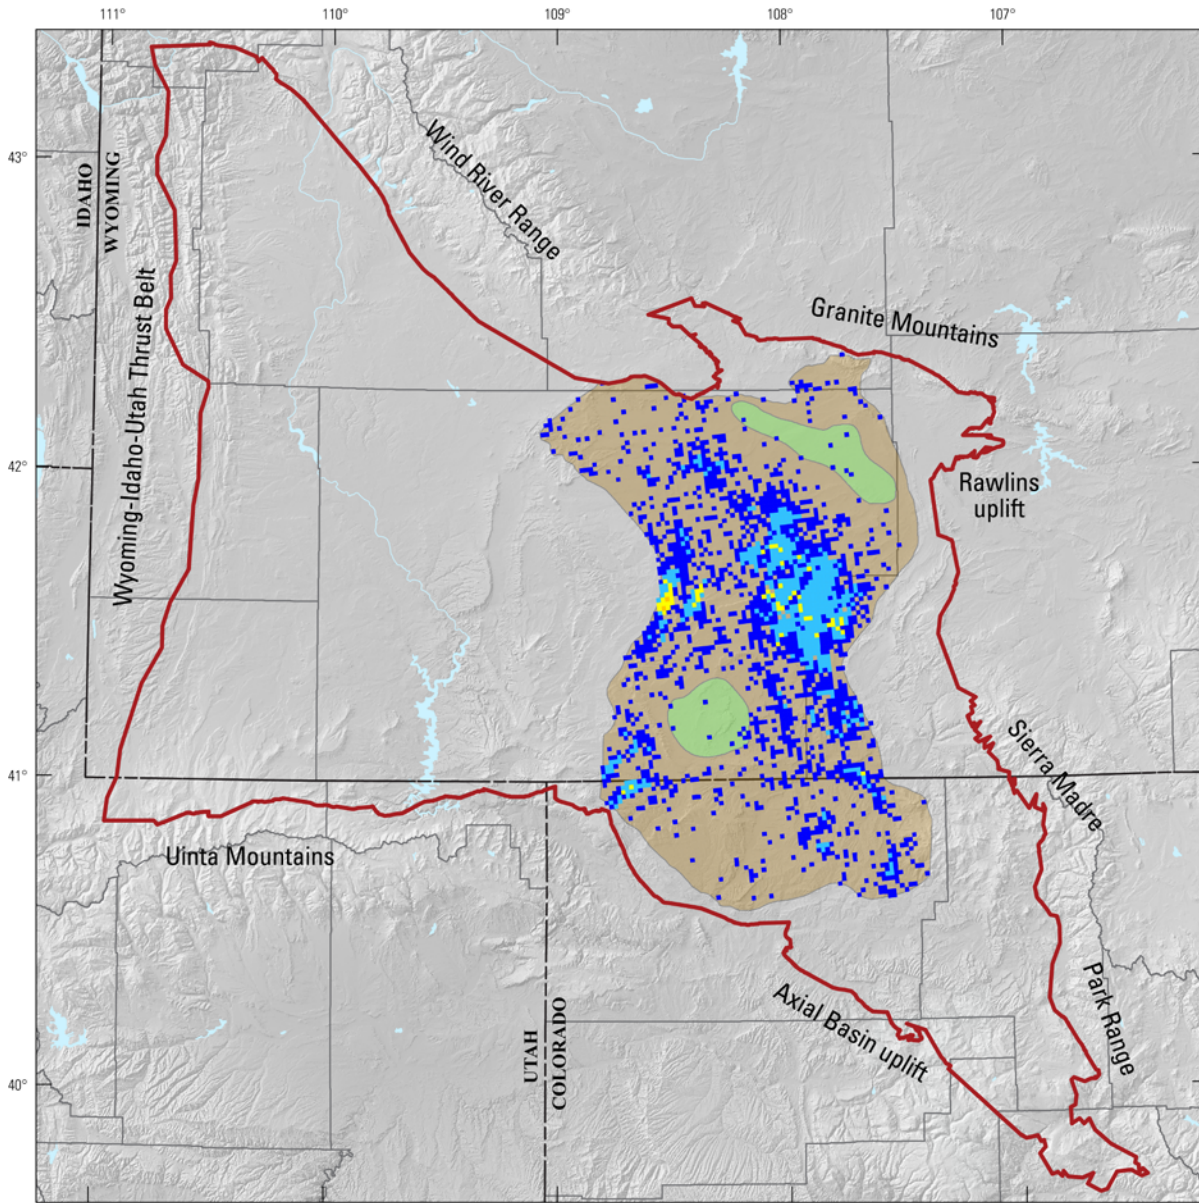 111° 110° 109° 108° 107°
43°
IDAHO
WYOMING
Wind River Range
Wyoming-Idaho-Utah Thrust Belt
Granite Mountains
42°
Rawlins
uplift
41°
Sierra Madre
Uinta Mountains
Park Range
Axial Basin uplift
UTAH
COLORADO
40°